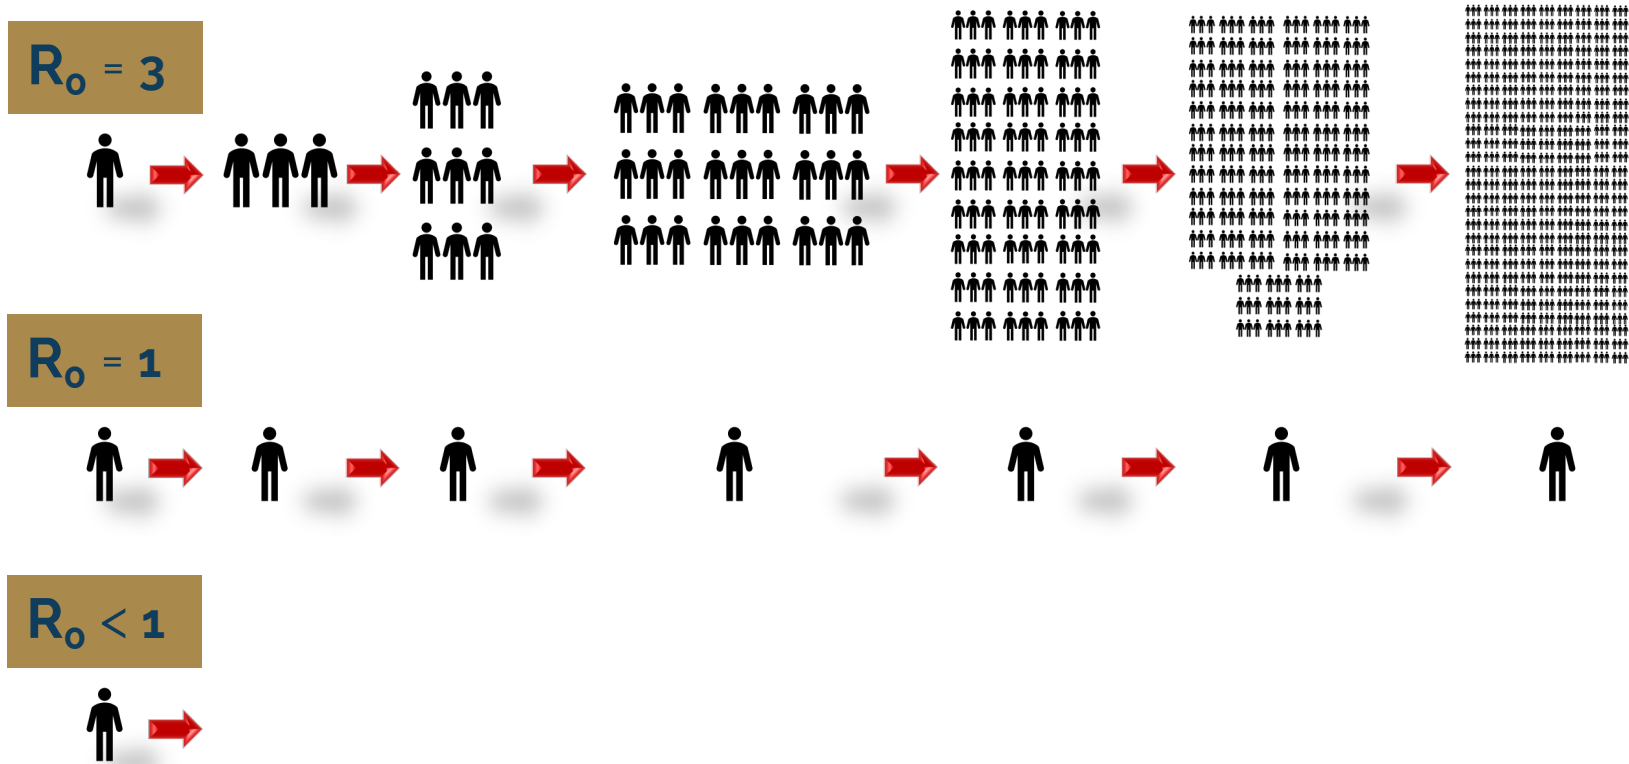 R₀ = 3
R₀ = 1
R₀ < 1